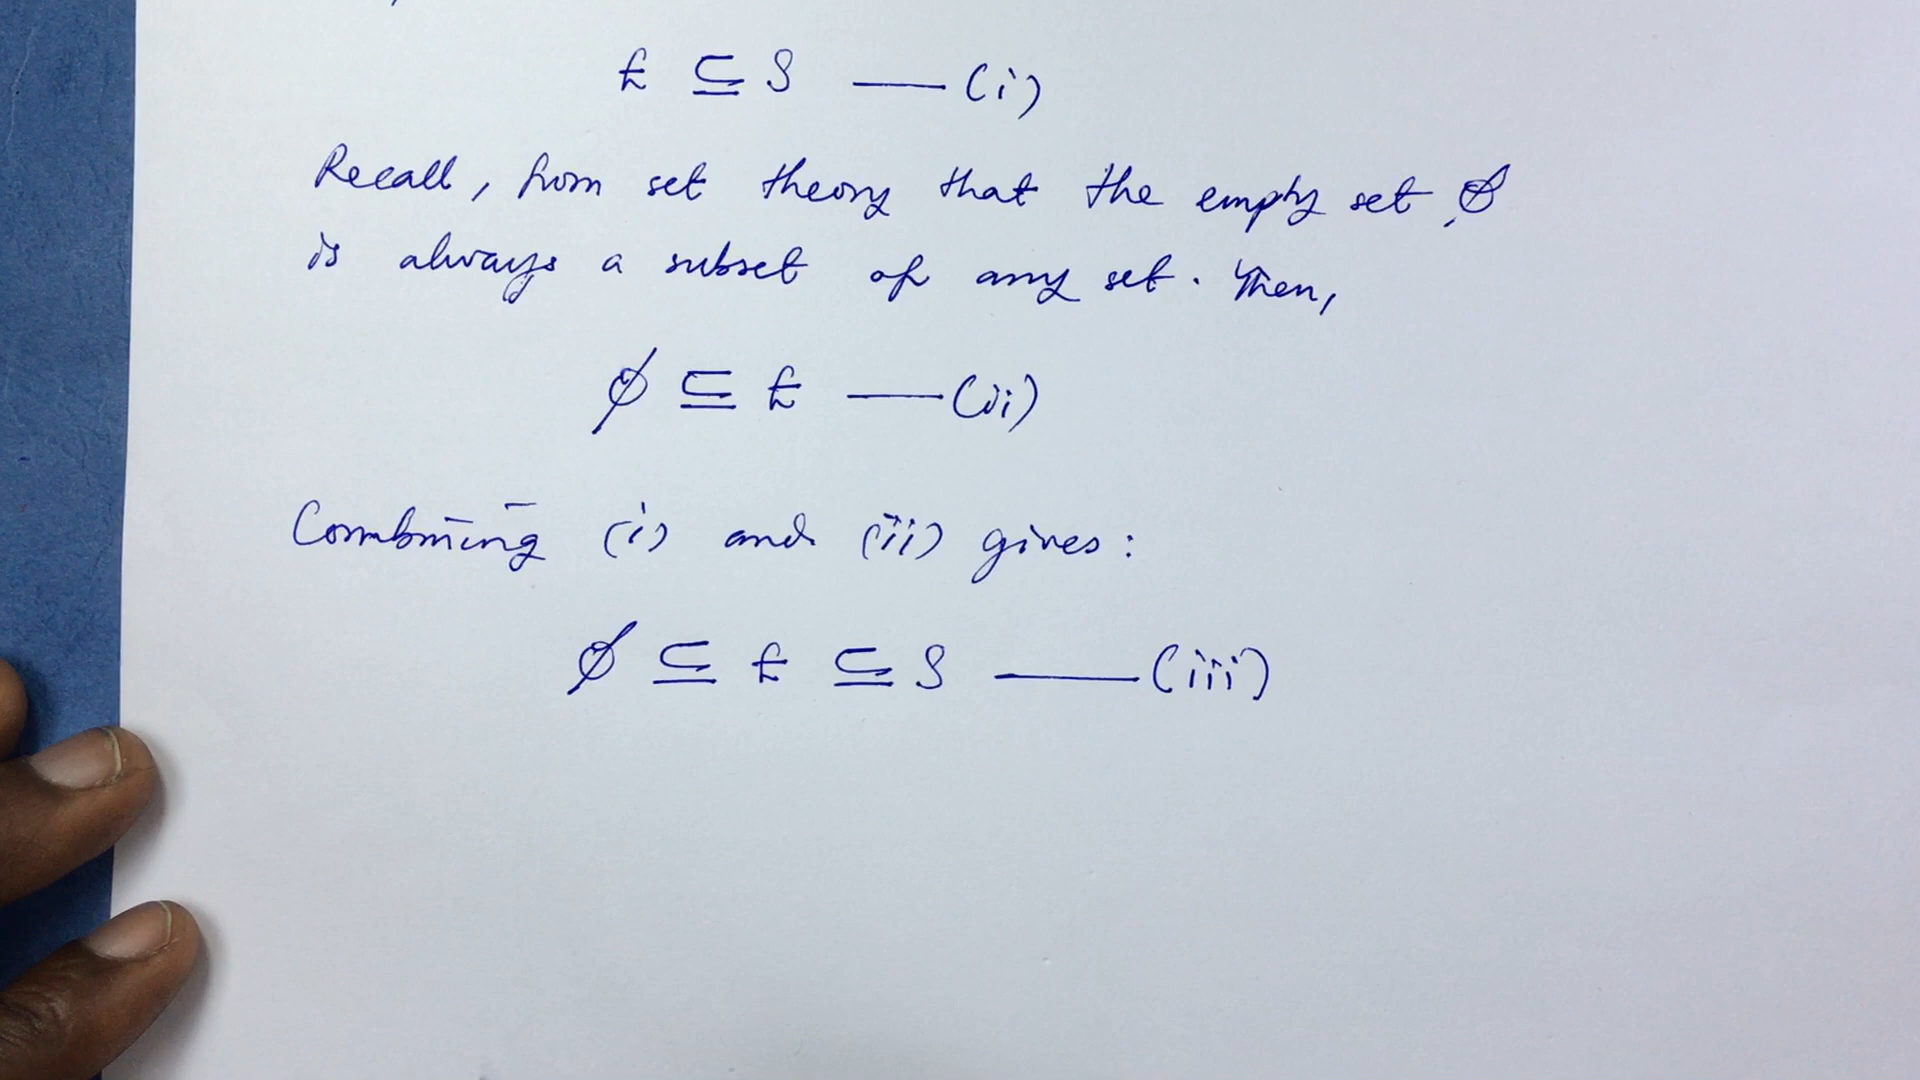 £ ⊆ S —— (i)
Recall, from set theory that the empty set, ∅
is always a subset of any set. Then,
∅ ⊆ £ —— (ii)
Combining (i) and (ii) gives:
∅ ⊆ £ ⊆ S —— (iii)